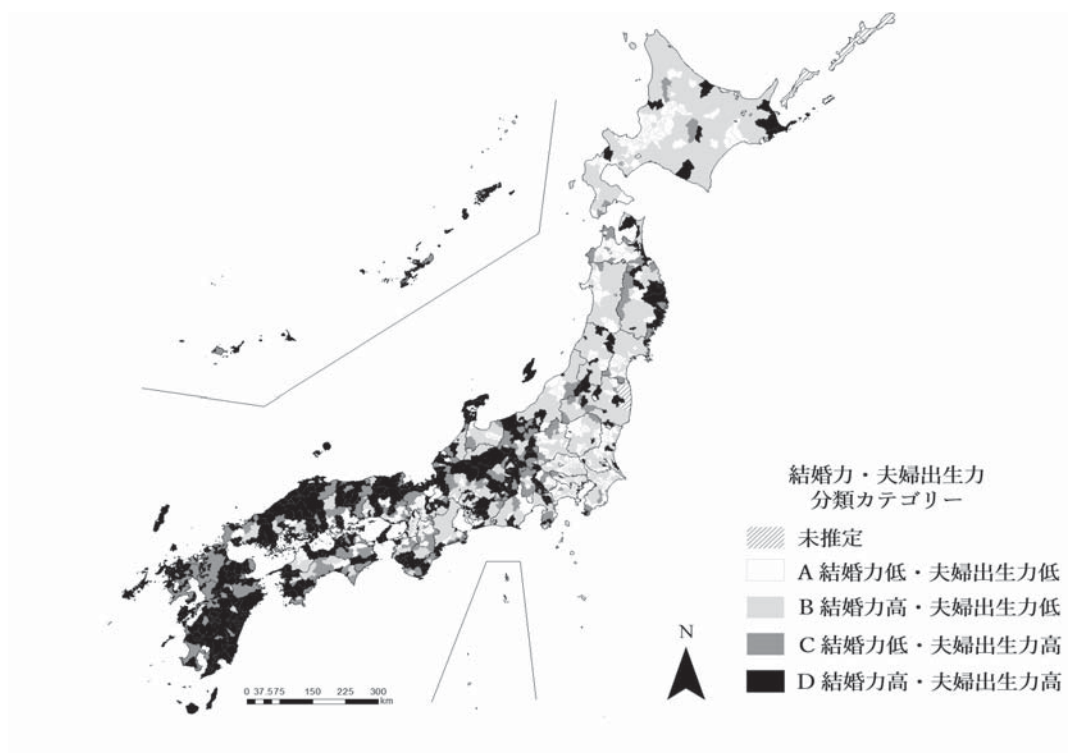 結婚力・夫婦出生力
分類カテゴリー
未推定
A 結婚力低・夫婦出生力低
B 結婚力高・夫婦出生力低
C 結婚力低・夫婦出生力高
D 結婚力高・夫婦出生力高
N
0 37.575 150 225 300
km